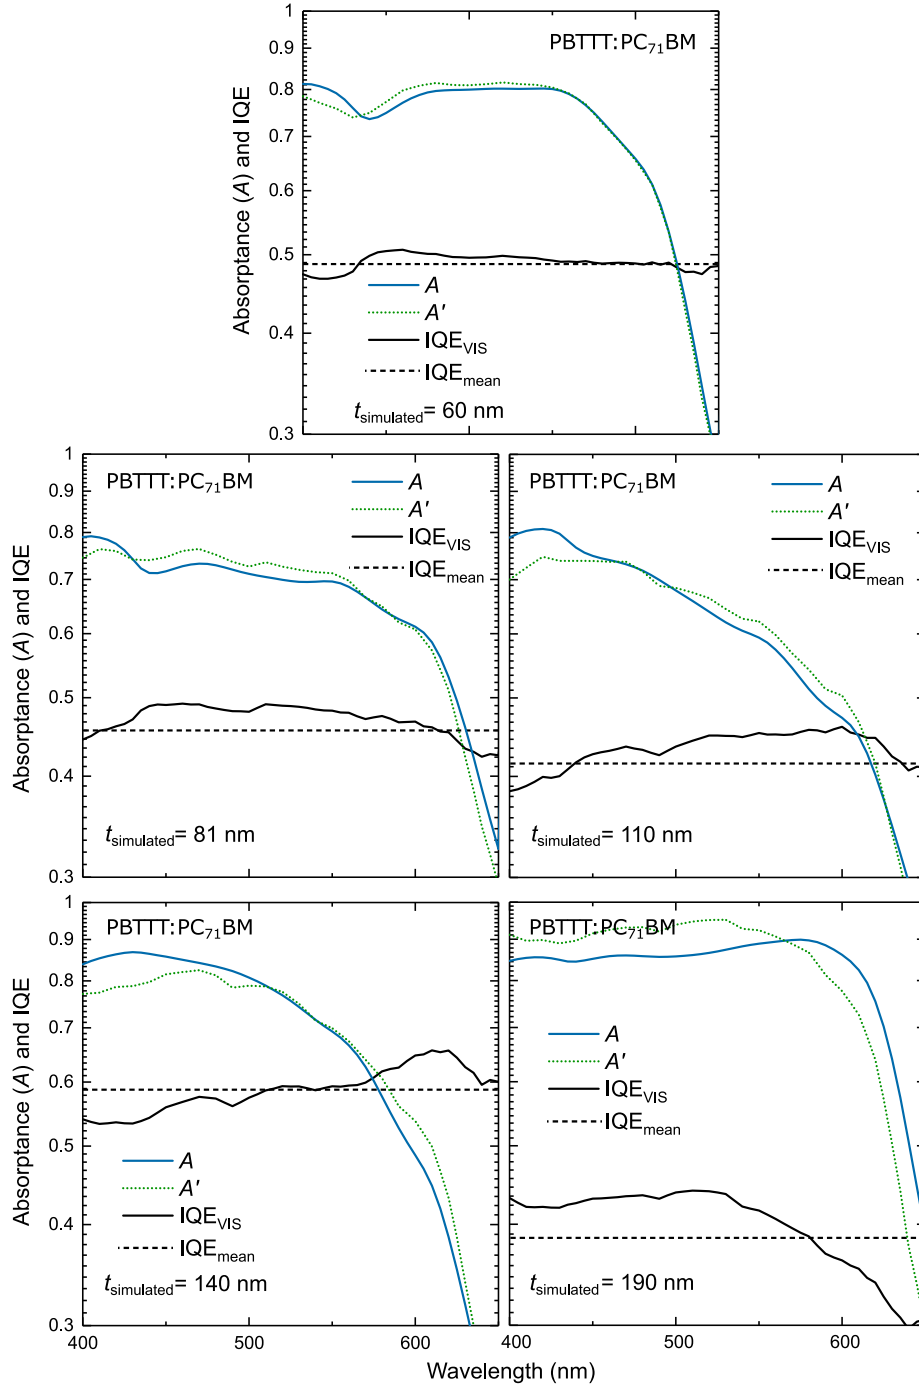 1
0.9
0.8
0.7
0.6
0.5
0.4
0.3
Absorptance (A) and IQE
PBTTT:PC71BM
A
A'
IQEVIS
IQEmean
tsimulated= 60 nm
1
0.9
0.8
0.7
0.6
0.5
0.4
0.3
Absorptance (A) and IQE
PBTTT:PC71BM
A
A'
IQEVIS
IQEmean
tsimulated= 81 nm
PBTTT:PC71BM
A
A'
IQEVIS
IQEmean
tsimulated= 110 nm
1
0.9
0.8
0.7
0.6
0.5
0.4
0.3
Absorptance (A) and IQE
PBTTT:PC71BM
A
A'
IQEVIS
IQEmean
tsimulated= 140 nm
400
500
600
PBTTT:PC71BM
A
A'
IQEVIS
IQEmean
tsimulated= 190 nm
400
500
600
Wavelength (nm)